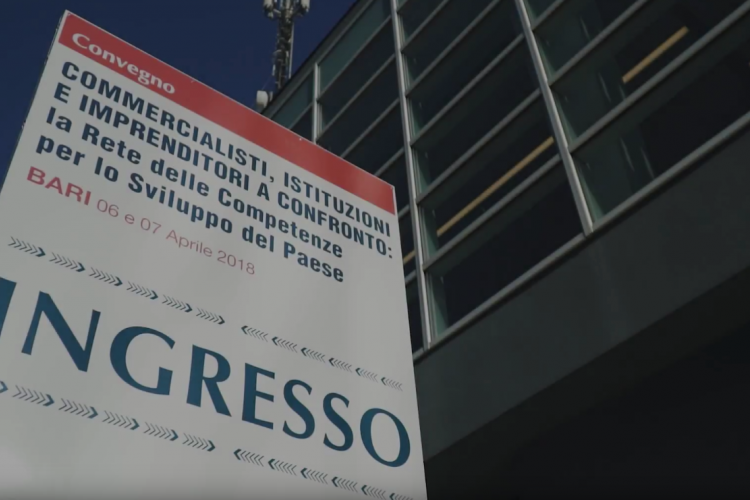 Convegno
COMMERCIALISTI, ISTITUZIONI
E IMPRENDITORI A CONFRONTO:
la Rete delle Competenze
per lo Sviluppo del Paese
BARI 06 e 07 Aprile 2018
INGRESSO